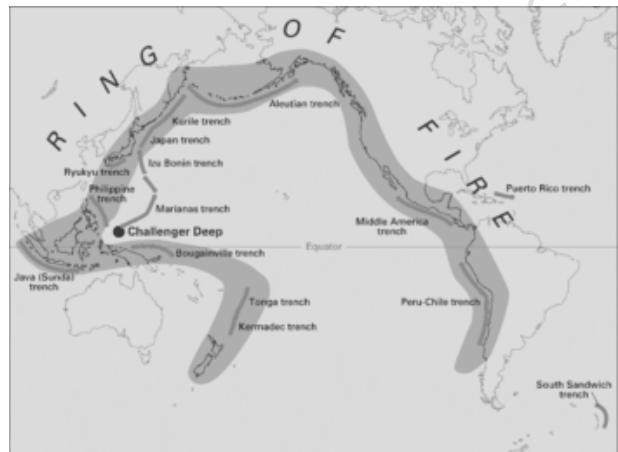 RING OF FIRE
Aleutian trench
Kurile trench
Japan trench
Izu Bonin trench
Ryukyu trench
Philippine
trench
Marianas trench
Challenger Deep
Bougainville trench
Equator
Java (Sunda)
trench
Tonga trench
Kermadec trench
Middle America
trench
Puerto Rico trench
Peru-Chile trench
South Sandwich
trench